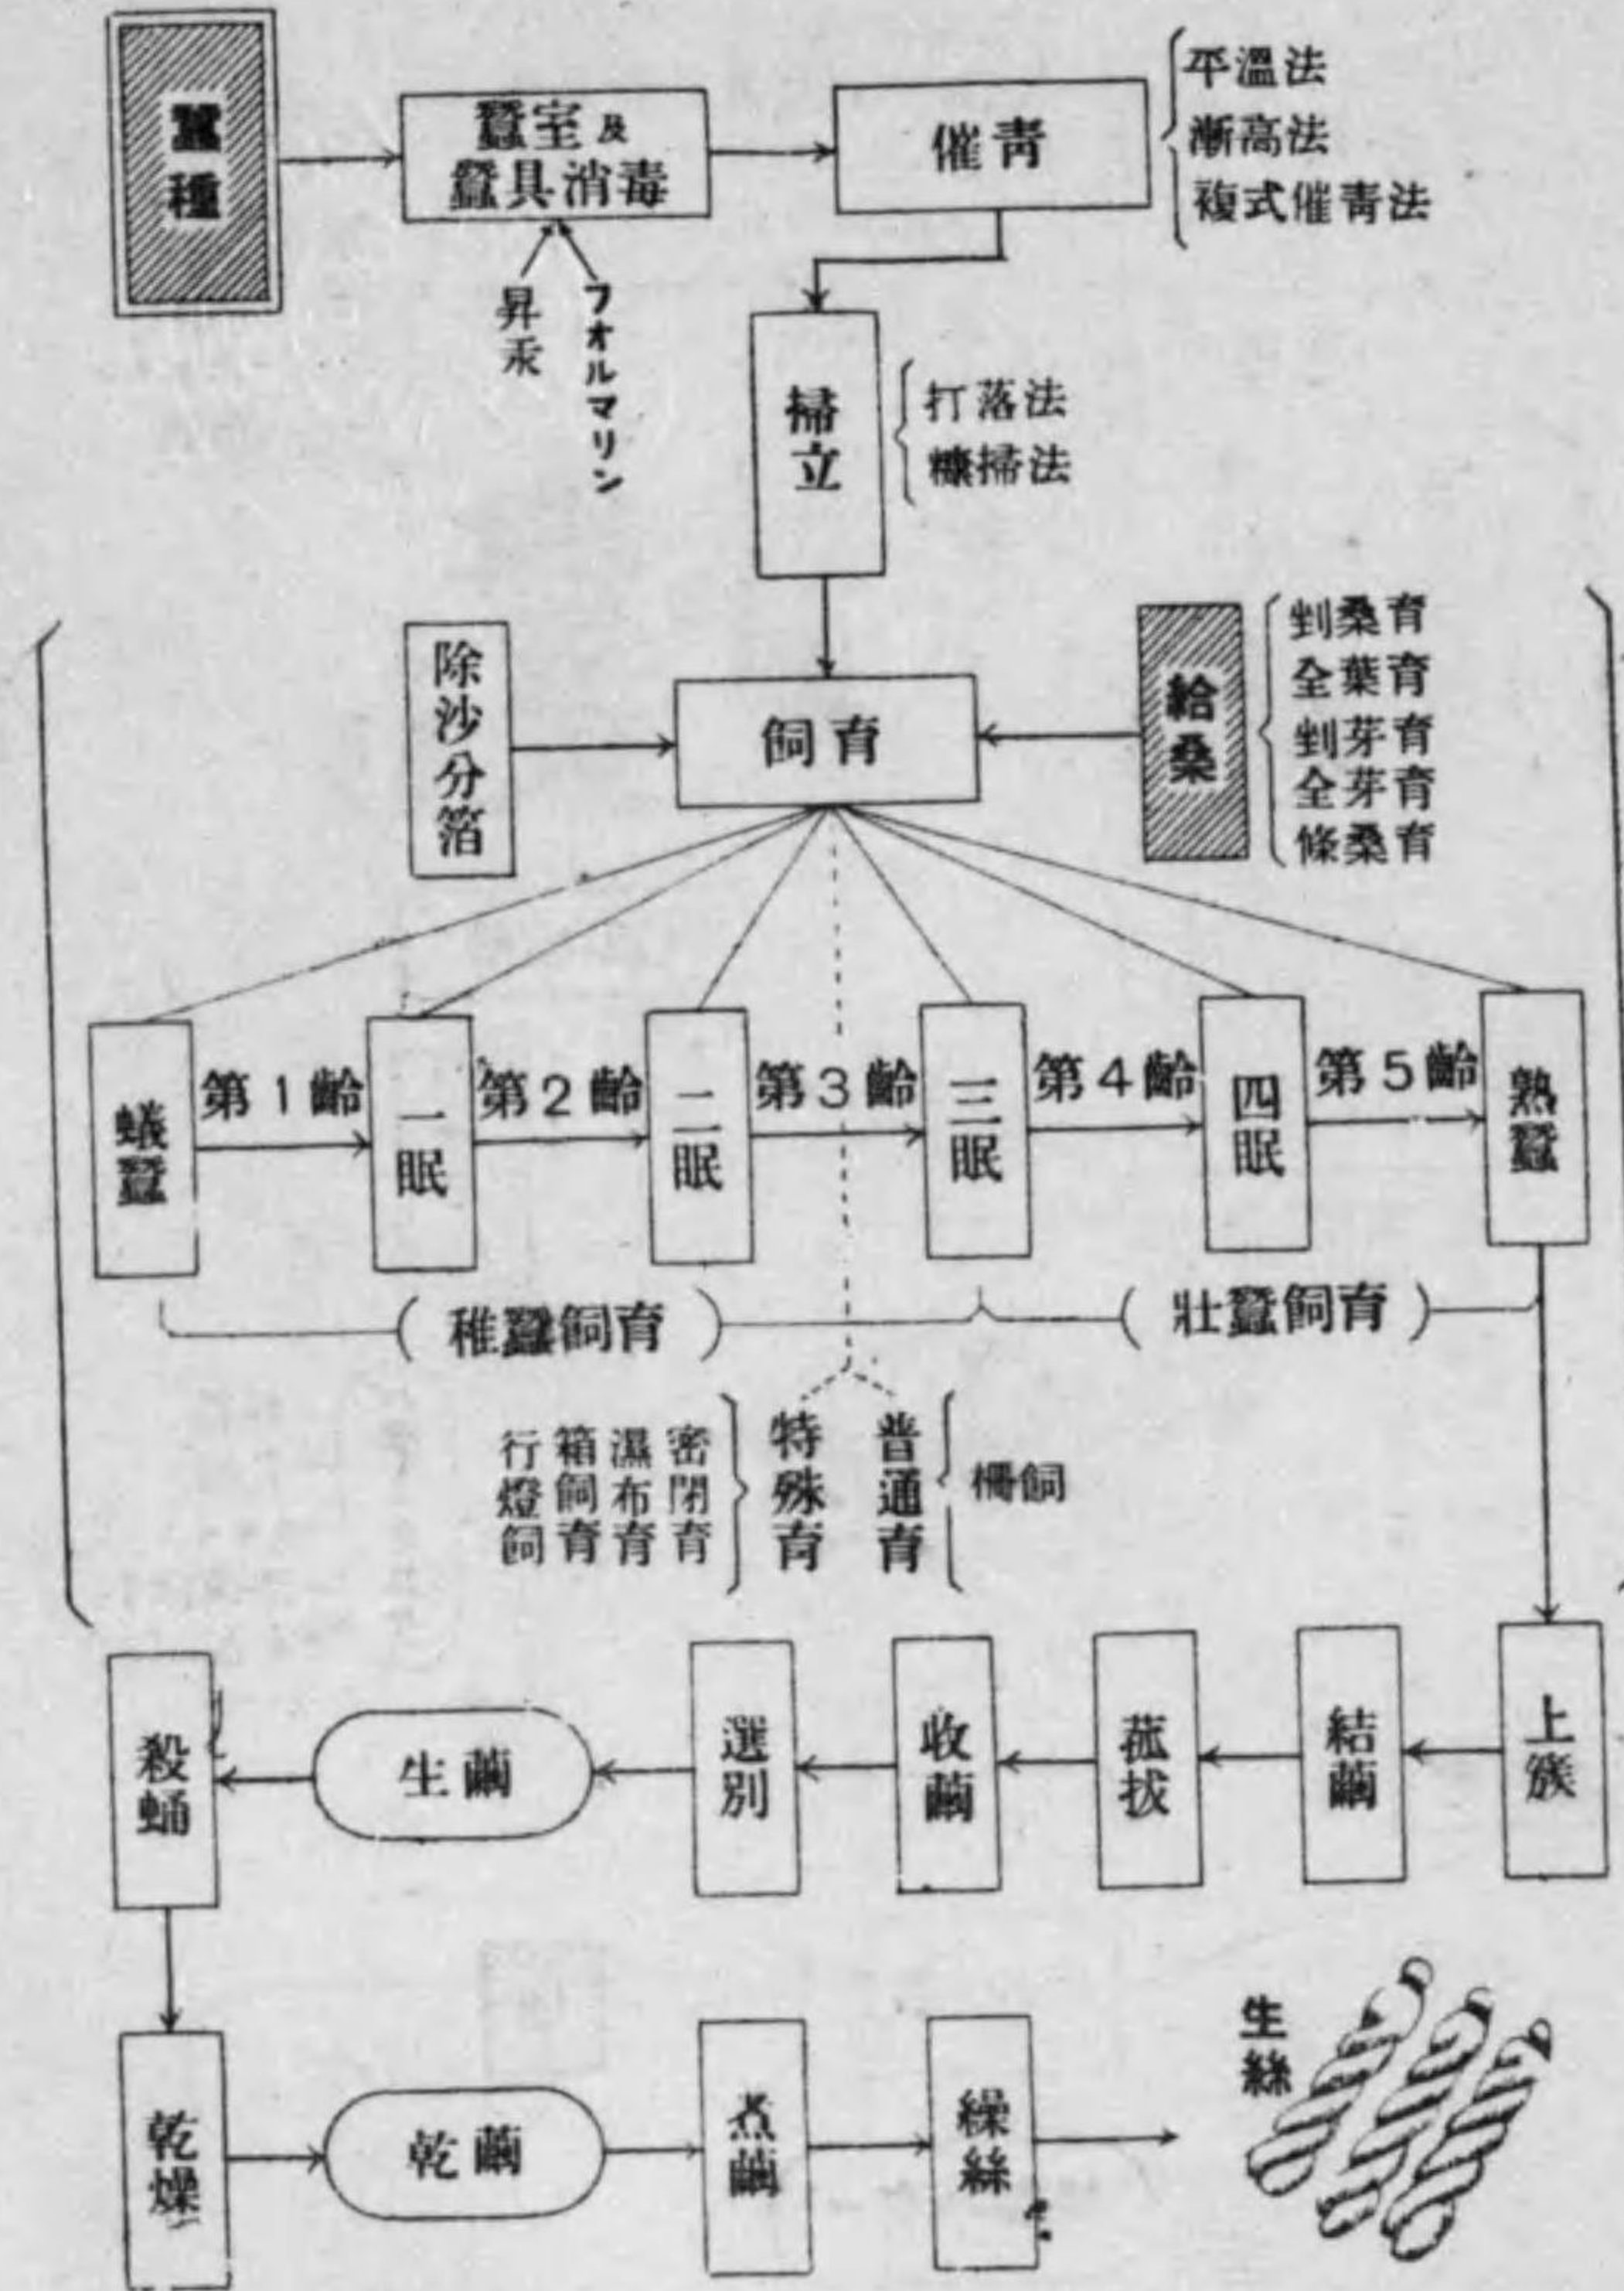 蠶種
蠶室及
蠶具消毒
催青
平溫法
漸高法
複式催青法
昇汞
フオルマリン
掃立
打落法
糠掃法
除沙分箔
飼育
給桑
剉桑育
全葉育
剉芽育
全芽育
條桑育
蟻蠶
第1齡
一眠
第2齡
二眠
第3齡
三眠
第4齡
四眠
第5齡
熟蠶
(稚蠶飼育)
(壯蠶飼育)
普通育
柵飼
特殊育
密閉育
濕布育
箱飼育
行燈飼
上簇
結繭
菰抜
收繭
選別
生繭
殺蛹
乾燥
乾繭
煮繭
繰絲
生絲